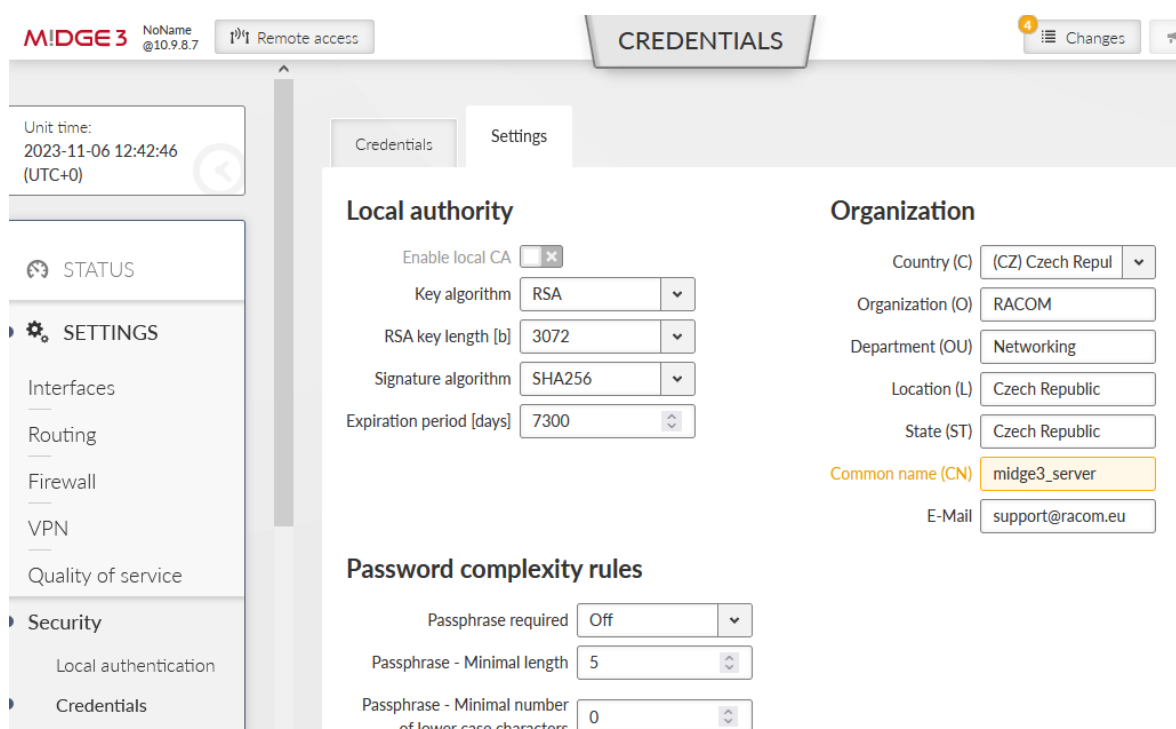 M!DGE3 NoName
@10.9.8.7
Remote access
CREDENTIALS
4
Changes
Unit time:
2023-11-06 12:42:46
(UTC+0)
STATUS
SETTINGS
Interfaces
Routing
Firewall
VPN
Quality of service
Security
Local authentication
Credentials
Credentials
Settings
Local authority
Enable local CA
Key algorithm RSA
RSA key length [b] 3072
Signature algorithm SHA256
Expiration period [days] 7300
Organization
Country (C) (CZ) Czech Repul
Organization (O) RACOM
Department (OU) Networking
Location (L) Czech Republic
State (ST) Czech Republic
Common name (CN) midge3_server
E-Mail support@racom.eu
Password complexity rules
Passphrase required Off
Passphrase - Minimal length 5
Passphrase - Minimal number
of lower case characters 0